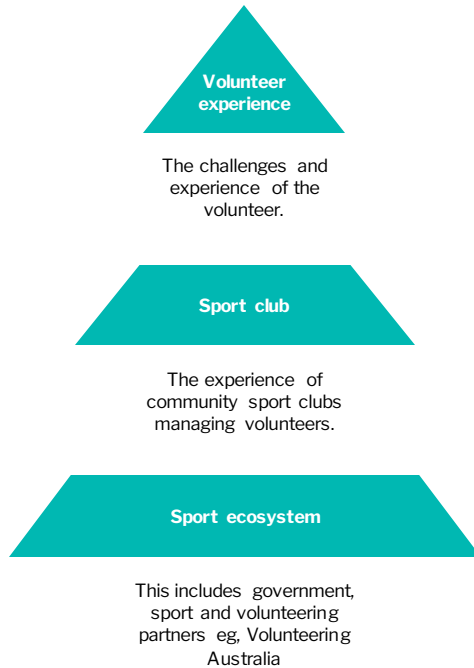 Volunteer
experience
The challenges and
experience of the
volunteer.
Sport club
The experience of
community sport clubs
managing volunteers.
Sport ecosystem
This includes government,
sport and volunteering
partners eg, Volunteering
Australia